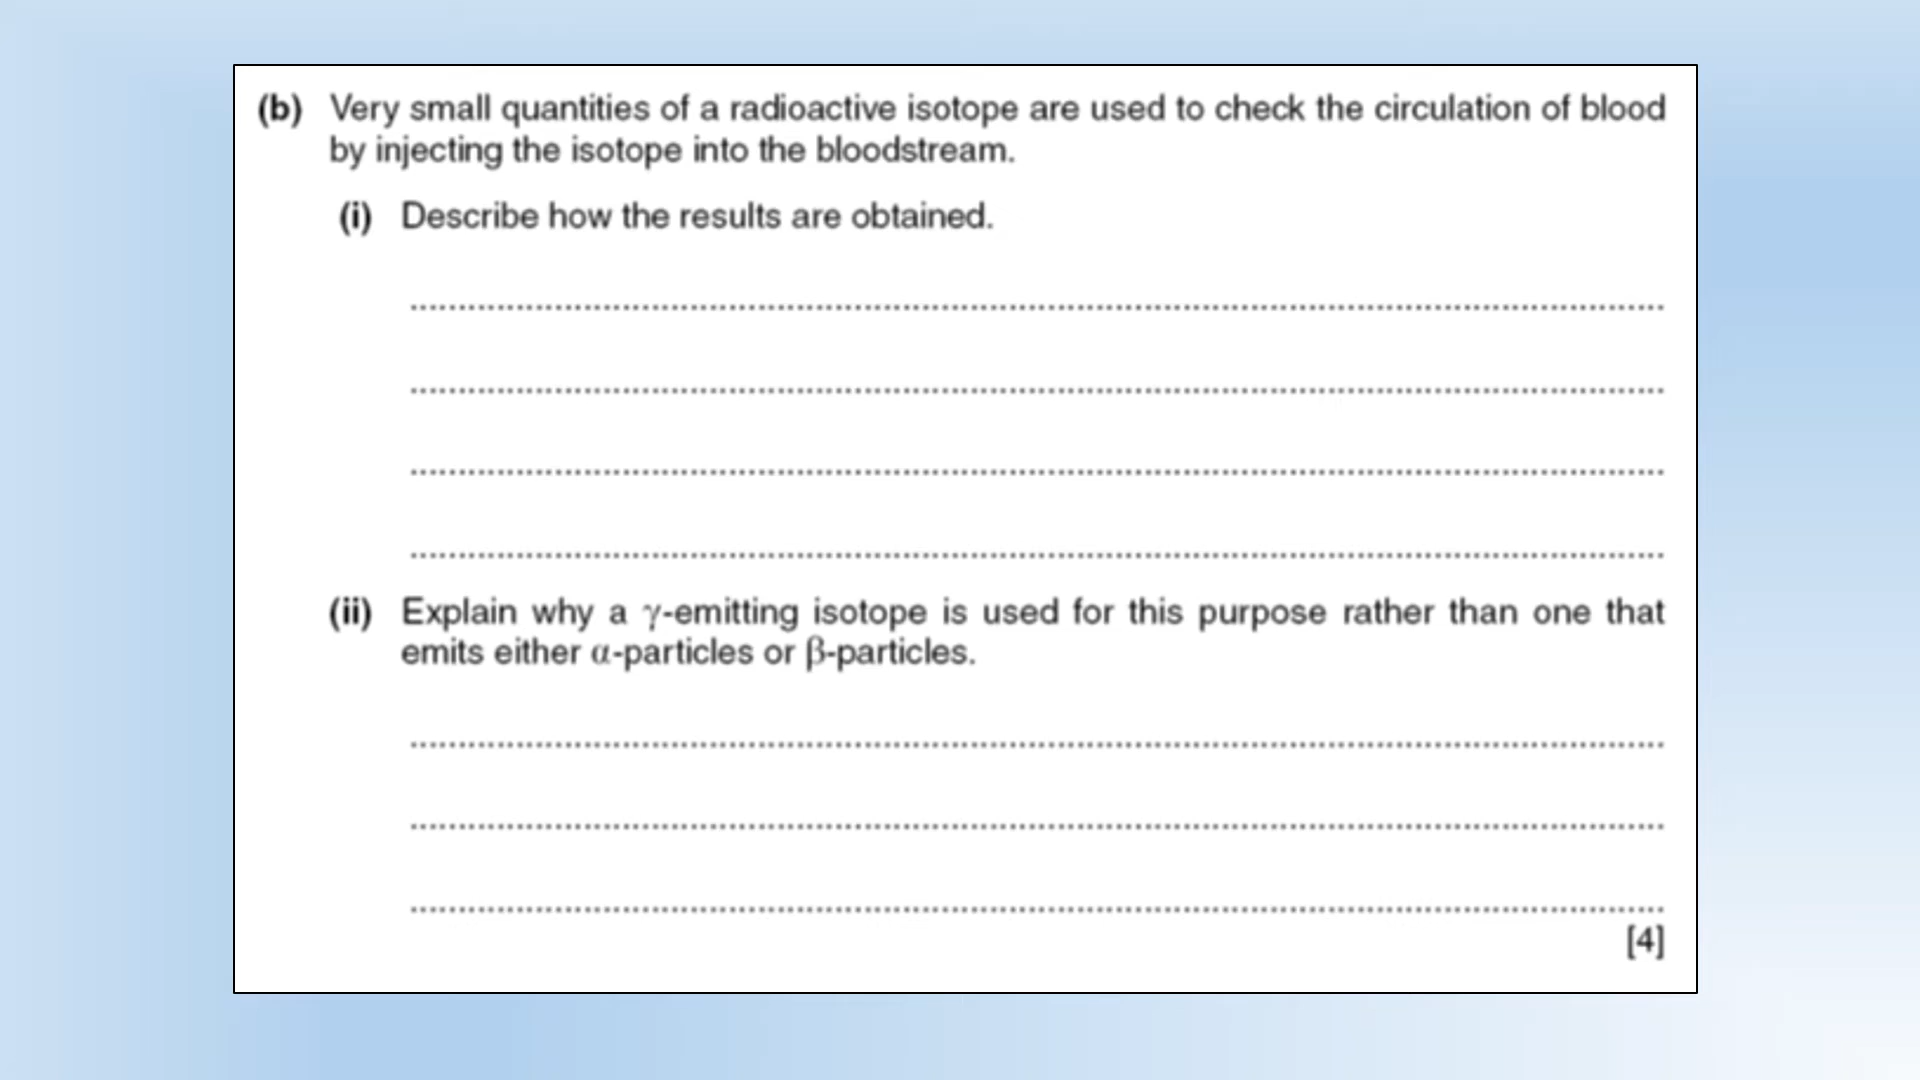 (b) Very small quantities of a radioactive isotope are used to check the circulation of blood
by injecting the isotope into the bloodstream.
(i) Describe how the results are obtained.
(ii) Explain why a γ-emitting isotope is used for this purpose rather than one that
emits either α-particles or β-particles.
[4]